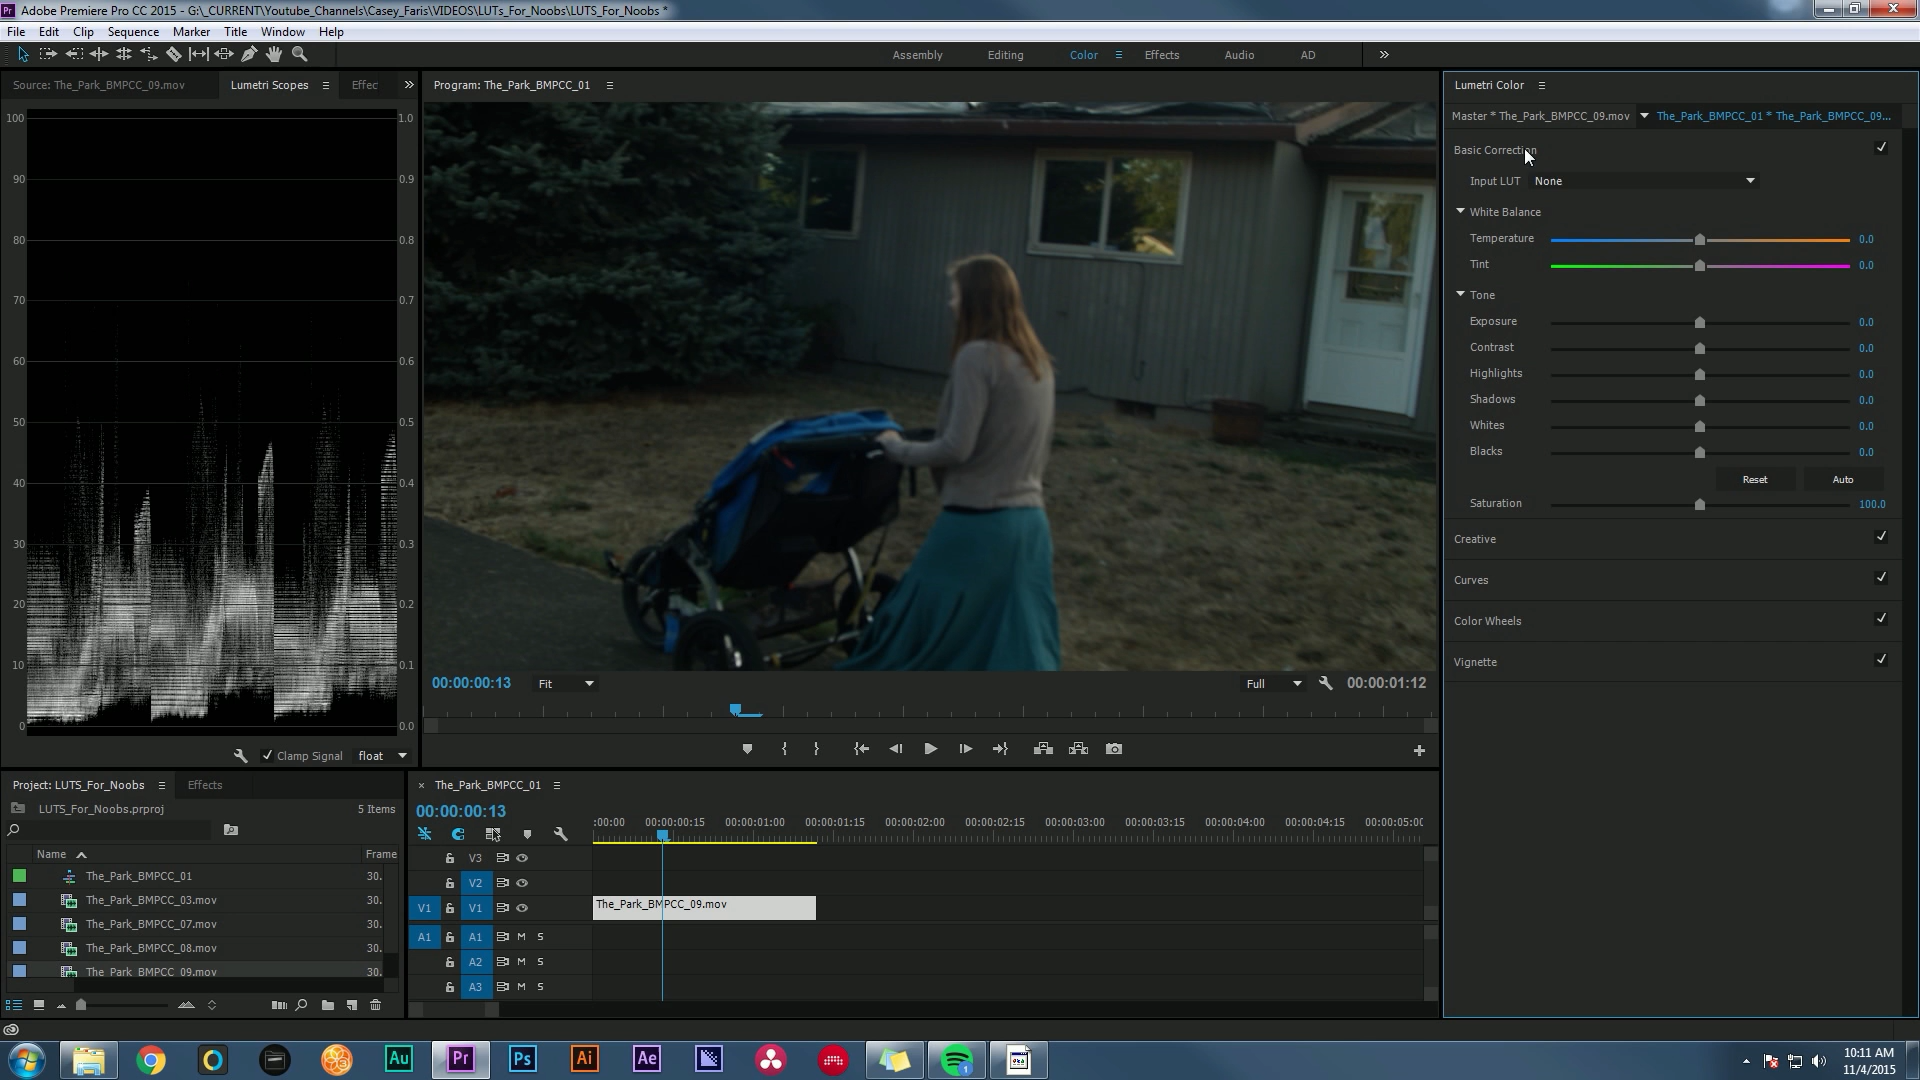 Adobe Premiere Pro CC 2015 - G:\_CURRENT\Youtube_Channels\Casey_Faris\VIDEOS\LUTs_For_Noobs\LUTS_For_Noobs *
File Edit Clip Sequence Marker Title Window Help
Assembly Editing Color Effects Audio AD
Source: The_Park_BMPCC_09.mov Lumetri Scopes Effec
100 1.0
90 0.9
80 0.8
70 0.7
60 0.6
50 0.5
40 0.4
30 0.3
20 0.2
10 0.1
0 0.0
Clamp Signal float
Program: The_Park_BMPCC_01
00:00:00:13 Fit Full 00:00:01:12
Lumetri Color
Master * The_Park_BMPCC_09.mov The_Park_BMPCC_01 * The_Park_BMPCC_09...
Basic Correction
Input LUT None
White Balance
Temperature 0.0
Tint 0.0
Tone
Exposure 0.0
Contrast 0.0
Highlights 0.0
Shadows 0.0
Whites 0.0
Blacks 0.0
Reset Auto
Saturation 100.0
Creative
Curves
Color Wheels
Vignette
Project: LUTS_For_Noobs Effects
LUTS_For_Noobs.prproj 5 Items
Name Frame
The_Park_BMPCC_01 30.
The_Park_BMPCC_03.mov 30.
The_Park_BMPCC_07.mov 30.
The_Park_BMPCC_08.mov 30.
The_Park_BMPCC_09.mov 30.
The_Park_BMPCC_01
00:00:00:13
:00:00 00:00:00:15 00:00:01:00 00:00:01:15 00:00:02:00 00:00:02:15 00:00:03:00 00:00:03:15 00:00:04:00 00:00:04:15 00:00:05:00
V3
V2
V1 V1 The_Park_BMPCC_09.mov
A1 A1 M S
A2 M S
A3 M S
Au Pr Ps Ai Ae 1
10:11 AM
11/4/2015